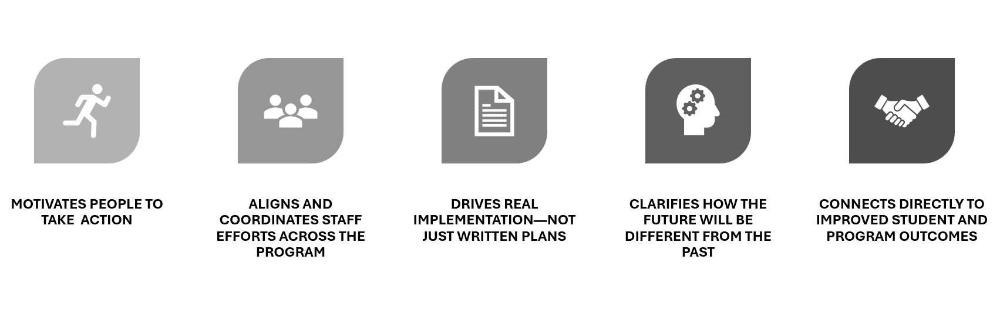 MOTIVATES PEOPLE TO
TAKE  ACTION
ALIGNS AND
COORDINATES STAFF
EFFORTS ACROSS THE
PROGRAM
DRIVES REAL
IMPLEMENTATION—NOT
JUST WRITTEN PLANS
CLARIFIES HOW THE
FUTURE WILL BE
DIFFERENT FROM THE
PAST
CONNECTS DIRECTLY TO
IMPROVED STUDENT AND
PROGRAM OUTCOMES